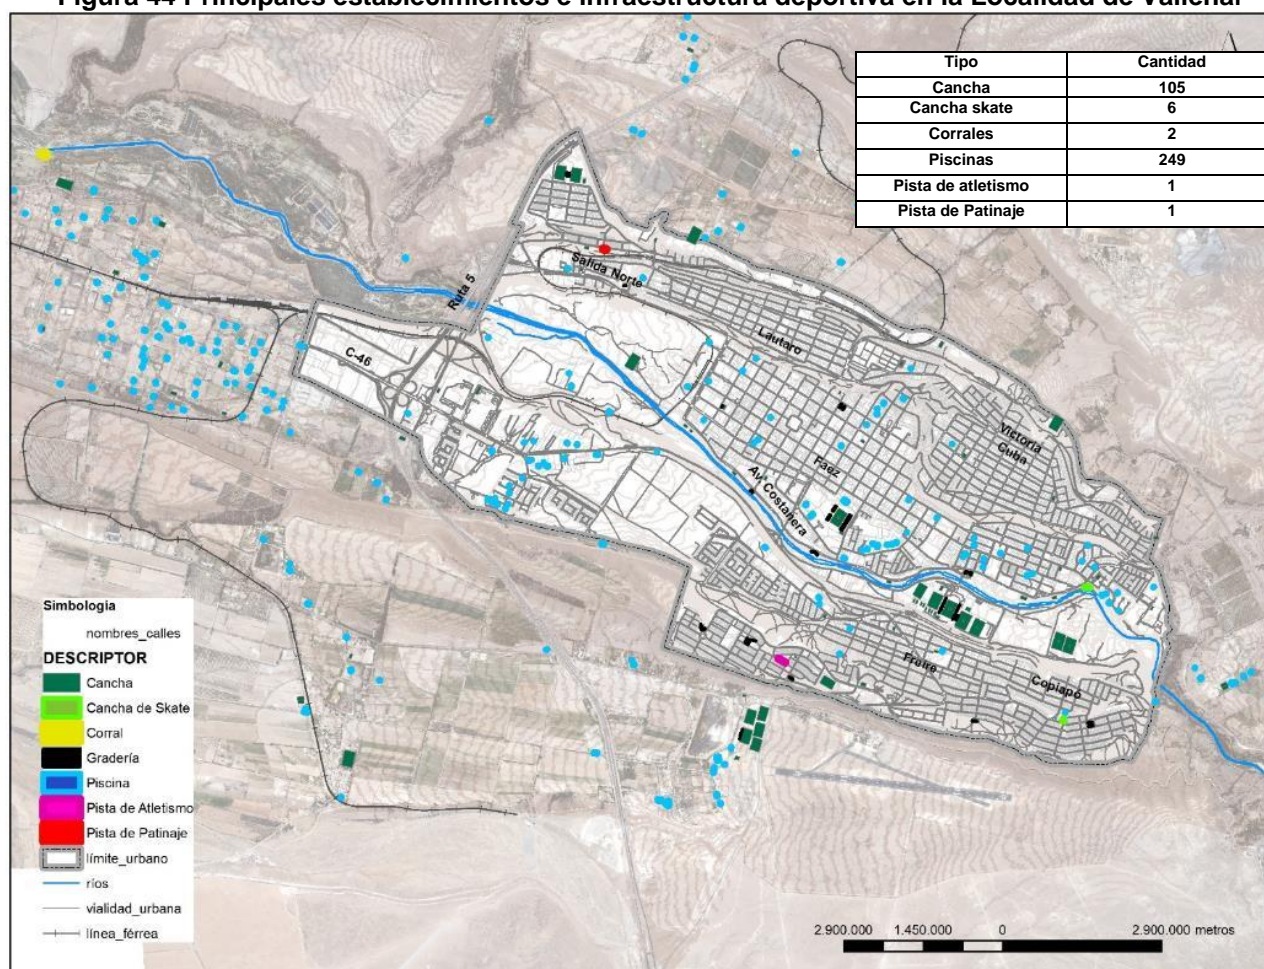 Figura 44 Principales establecimientos e infraestructura deportiva en la Localidad de Vallenar
Tipo Cantidad
Cancha 105
Cancha skate 6
Corrales 2
Piscinas 249
Pista de atletismo 1
Pista de Patinaje 1
Salida Norte
Ruta 5
Lautaro
C-46
Victoria
Cuba
Faez
Av Costanera
Freire
Copiapó
Simbología
nombres_calles
DESCRIPTOR
Cancha
Cancha de Skate
Corral
Gradería
Piscina
Pista de Atletismo
Pista de Patinaje
límite_urbano
ríos
vialidad_urbana
línea_férrea
2.900.000 1.450.000 0 2.900.000 metros